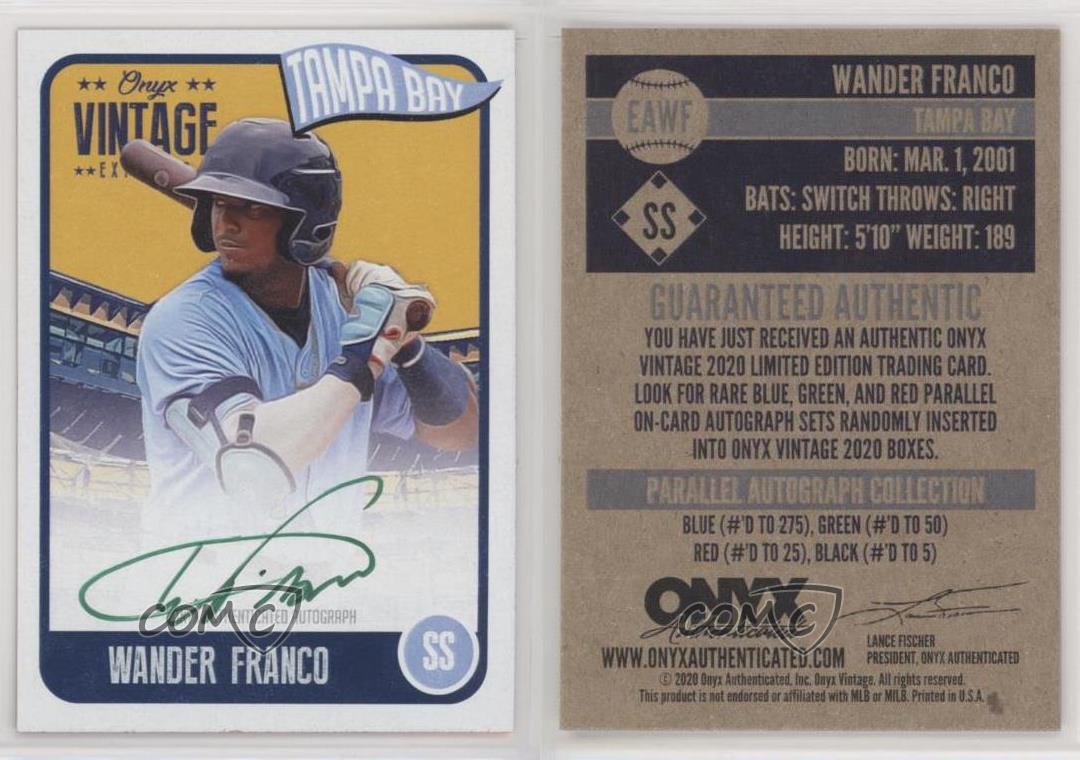 TAMPA BAY
Onyx
VINTAGE
AUTHENTICATED AUTOGRAPH
COMC
WANDER FRANCO
SS
WANDER FRANCO
EAWF
TAMPA BAY
BORN: MAR. 1, 2001
BATS: SWITCH THROWS: RIGHT
SS
HEIGHT: 5'10" WEIGHT: 189
GUARANTEED AUTHENTIC
YOU HAVE JUST RECEIVED AN AUTHENTIC ONYX
VINTAGE 2020 LIMITED EDITION TRADING CARD.
LOOK FOR RARE BLUE, GREEN, AND RED PARALLEL
ON-CARD AUTOGRAPH SETS RANDOMLY INSERTED
INTO ONYX VINTAGE 2020 BOXES.
PARALLEL AUTOGRAPH COLLECTION
BLUE (#'D TO 275), GREEN (#'D TO 50)
RED (#'D TO 25), BLACK (#'D TO 5)
ONYX
Authenticated
COMC
LANCE FISCHER
WWW.ONYXAUTHENTICATED.COM
PRESIDENT, ONYX AUTHENTICATED
© 2020 Onyx Authenticated, Inc. Onyx Vintage. All rights reserved.
This product is not endorsed or affiliated with MLB or MILB. Printed in U.S.A.